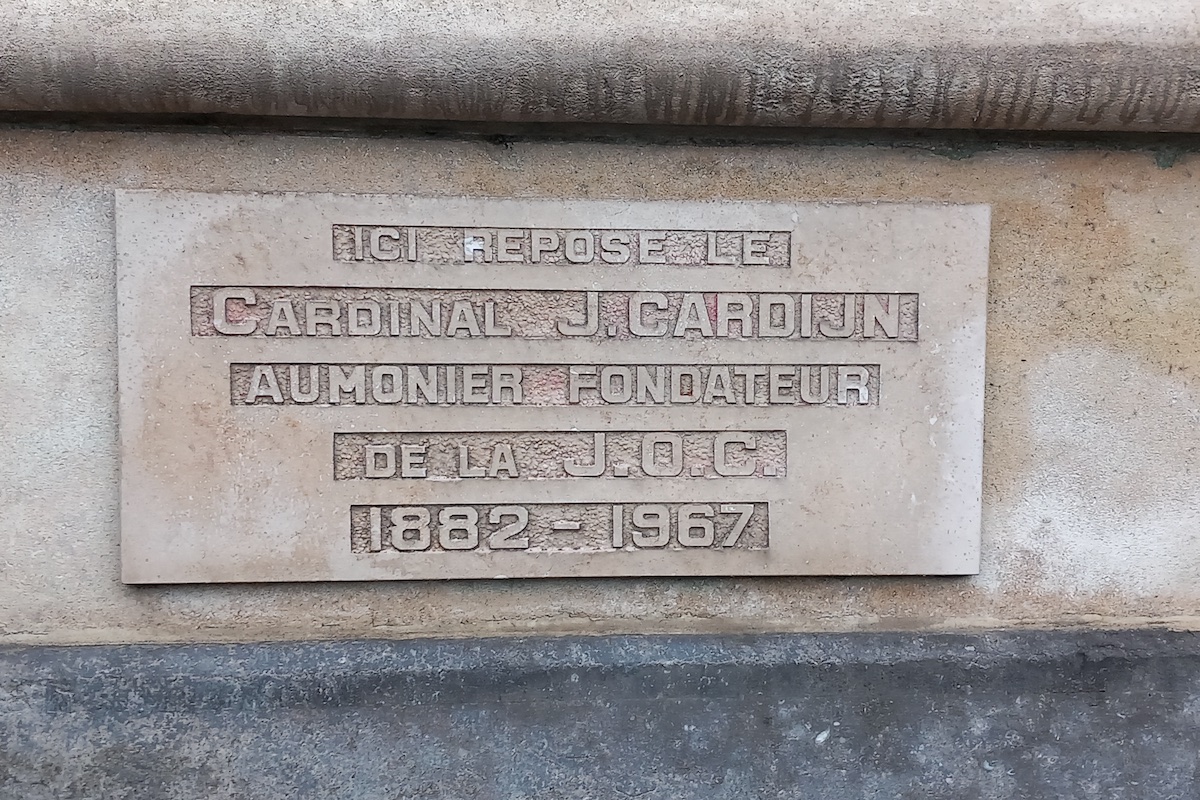 ICI REPOSE LE
CARDINAL J. CARDIJN
AUMONIER FONDATEUR
DE LA J.O.C.
1882 - 1967